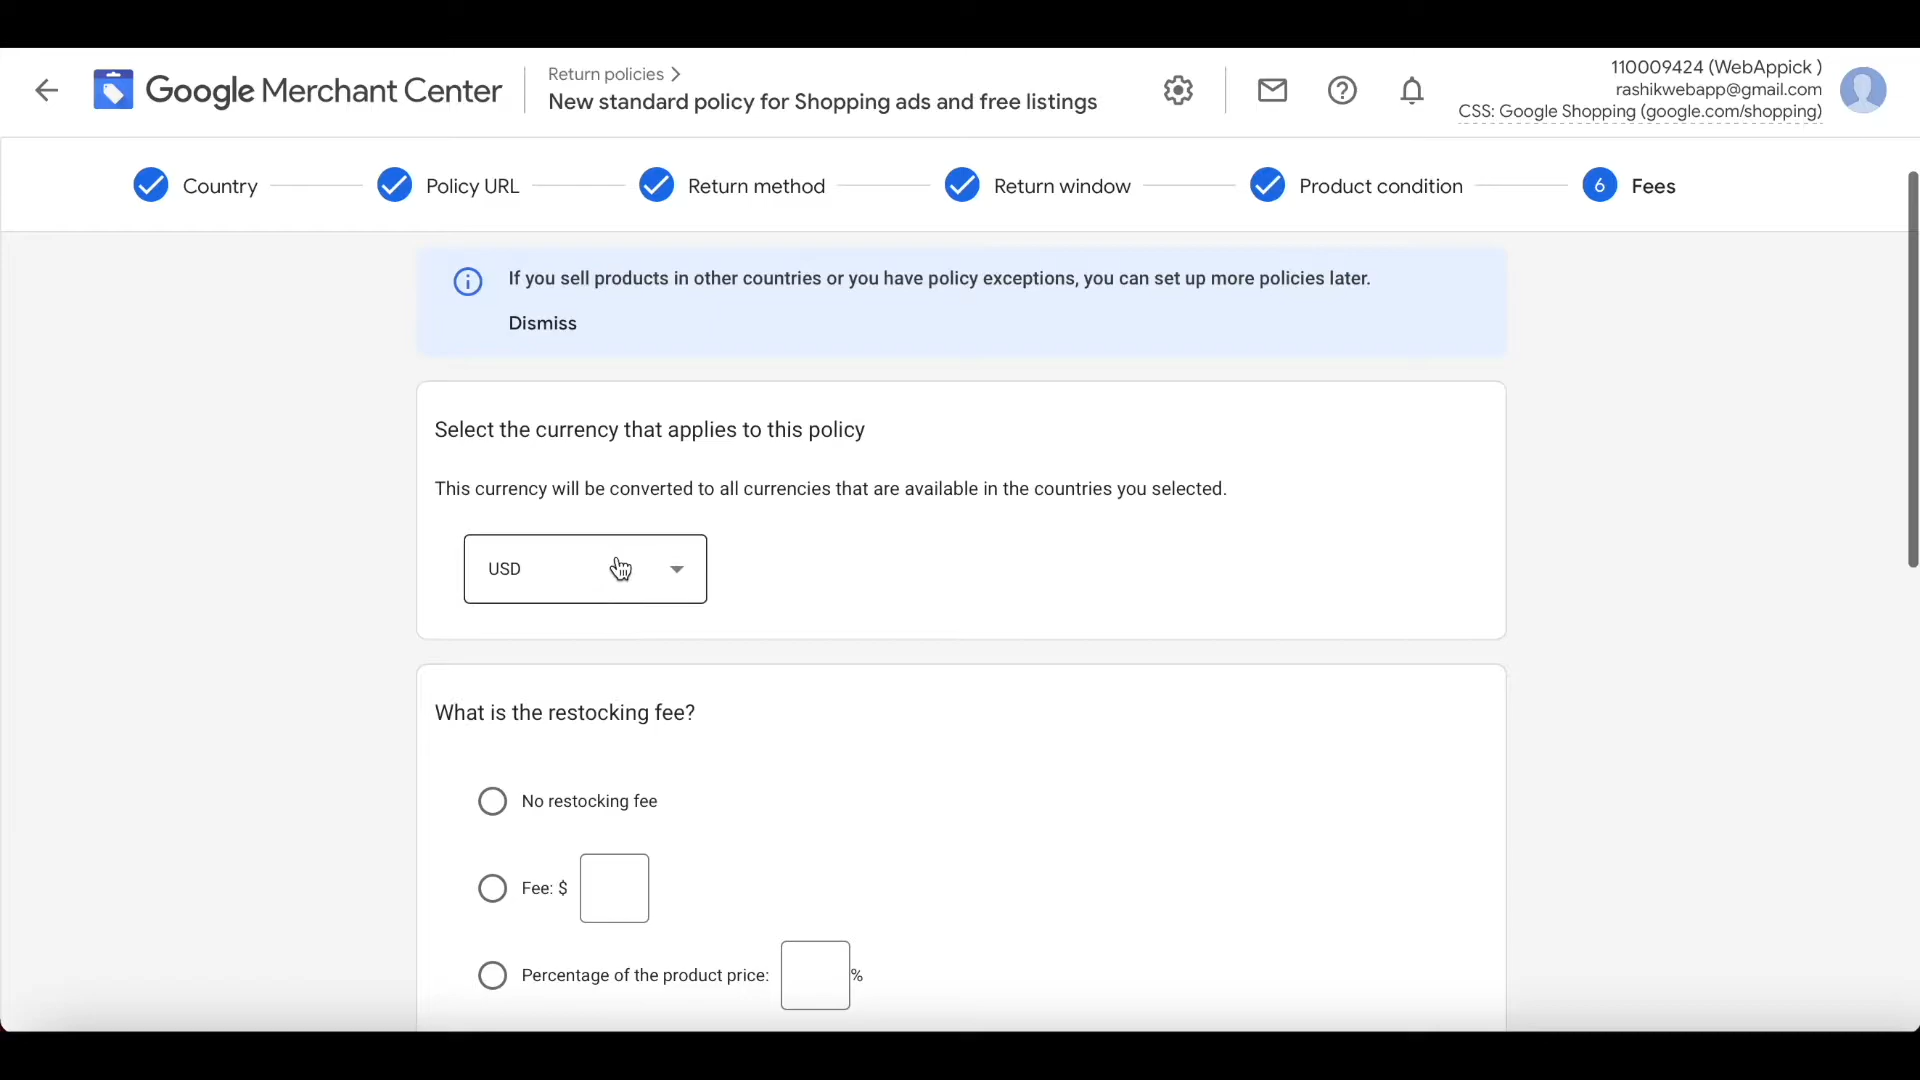 Google Merchant Center
Return policies
New standard policy for Shopping ads and free listings
110009424 (WebAppick )
rashikwebapp@gmail.com
CSS: Google Shopping (google.com/shopping)
Country
Policy URL
Return method
Return window
Product condition
6 Fees
If you sell products in other countries or you have policy exceptions, you can set up more policies later.
Dismiss
Select the currency that applies to this policy
This currency will be converted to all currencies that are available in the countries you selected.
USD
What is the restocking fee?
No restocking fee
Fee: $
Percentage of the product price: %